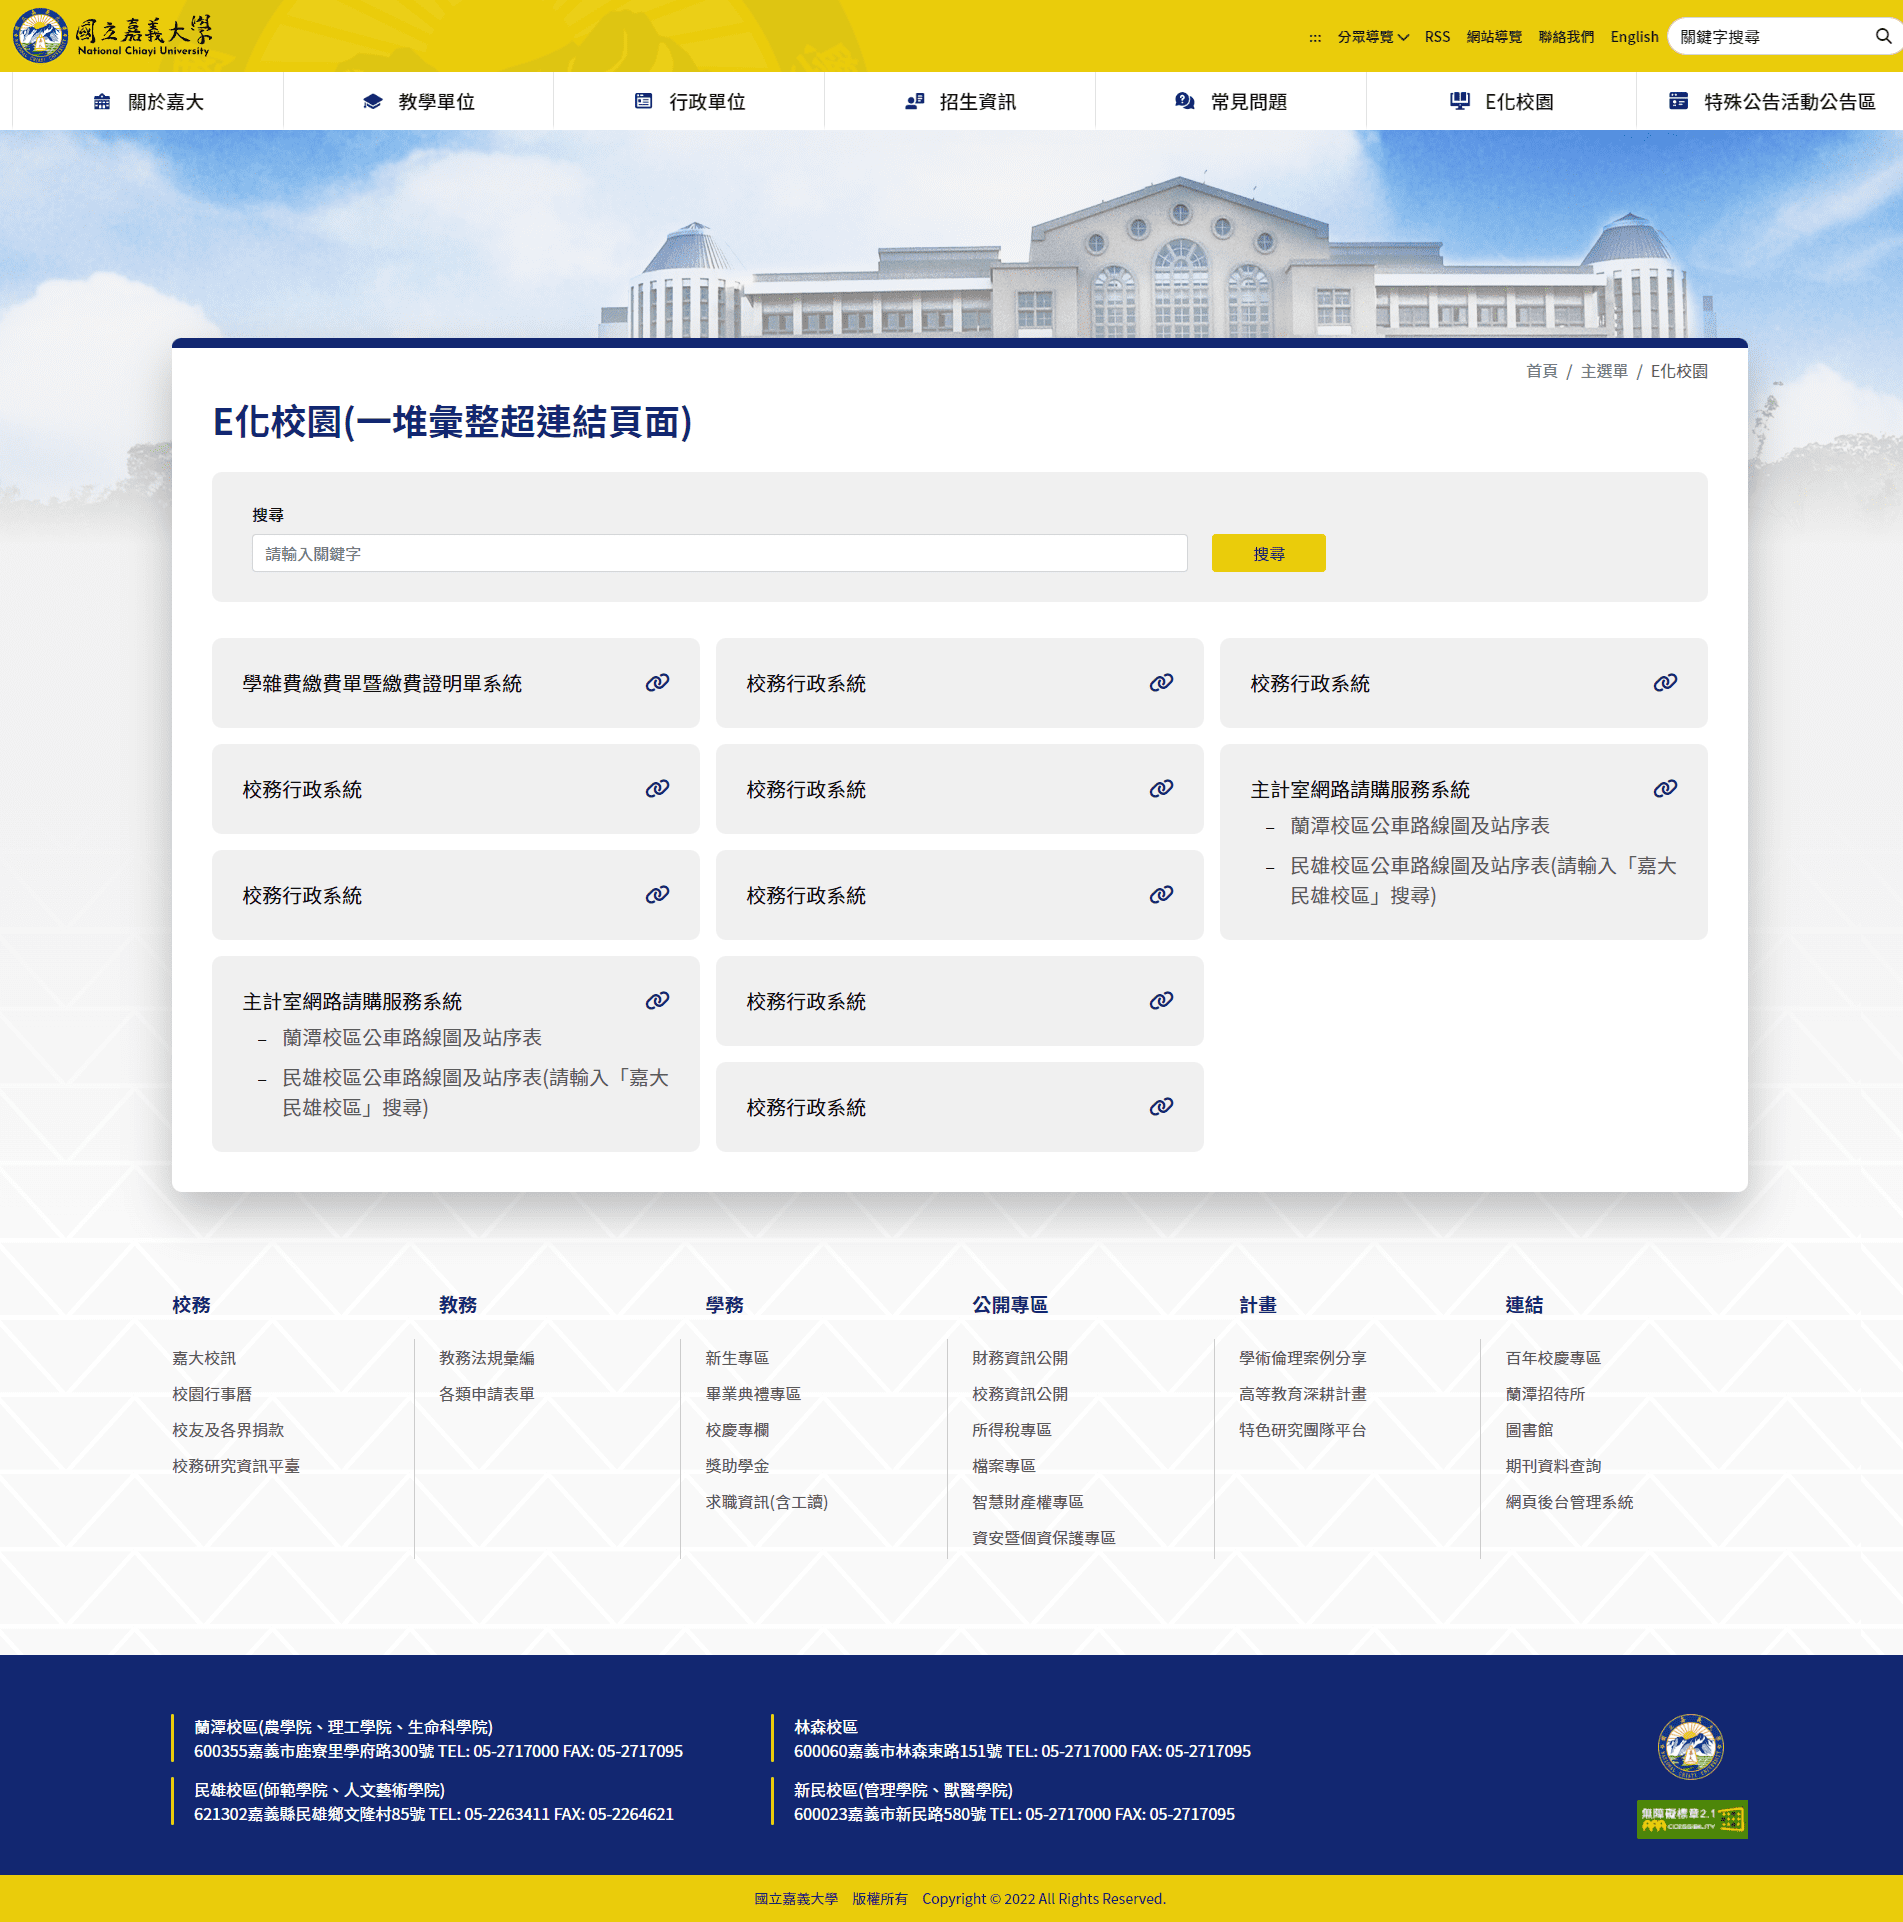 國立嘉義大學
National Chiayi University
:::
分眾導覽
RSS
網站導覽
聯絡我們
English
關鍵字搜尋
關於嘉大
教學單位
行政單位
招生資訊
常見問題
E化校園
特殊公告活動公告區
首頁 / 主選單 / E化校園
E化校園(一堆彙整超連結頁面)
搜尋
請輸入關鍵字
搜尋
學雜費繳費單暨繳費證明單系統
校務行政系統
校務行政系統
校務行政系統
校務行政系統
主計室網路請購服務系統
– 蘭潭校區公車路線圖及站序表
– 民雄校區公車路線圖及站序表(請輸入「嘉大
民雄校區」搜尋)
校務行政系統
校務行政系統
主計室網路請購服務系統
– 蘭潭校區公車路線圖及站序表
– 民雄校區公車路線圖及站序表(請輸入「嘉大
民雄校區」搜尋)
校務行政系統
校務行政系統
校務
嘉大校訊
校園行事曆
校友及各界捐款
校務研究資訊平臺
教務
教務法規彙編
各類申請表單
學務
新生專區
畢業典禮專區
校慶專欄
獎助學金
求職資訊(含工讀)
公開專區
財務資訊公開
校務資訊公開
所得稅專區
檔案專區
智慧財產權專區
資安暨個資保護專區
計畫
學術倫理案例分享
高等教育深耕計畫
特色研究團隊平台
連結
百年校慶專區
蘭潭招待所
圖書館
期刊資料查詢
網頁後台管理系統
蘭潭校區(農學院、理工學院、生命科學院)
600355嘉義市鹿寮里學府路300號 TEL: 05-2717000 FAX: 05-2717095
林森校區
600060嘉義市林森東路151號 TEL: 05-2717000 FAX: 05-2717095
民雄校區(師範學院、人文藝術學院)
621302嘉義縣民雄鄉文隆村85號 TEL: 05-2263411 FAX: 05-2264621
新民校區(管理學院、獸醫學院)
600023嘉義市新民路580號 TEL: 05-2717000 FAX: 05-2717095
無障礙標章2.1
AAA CCESSIBILITY
國立嘉義大學 版權所有 Copyright © 2022 All Rights Reserved.